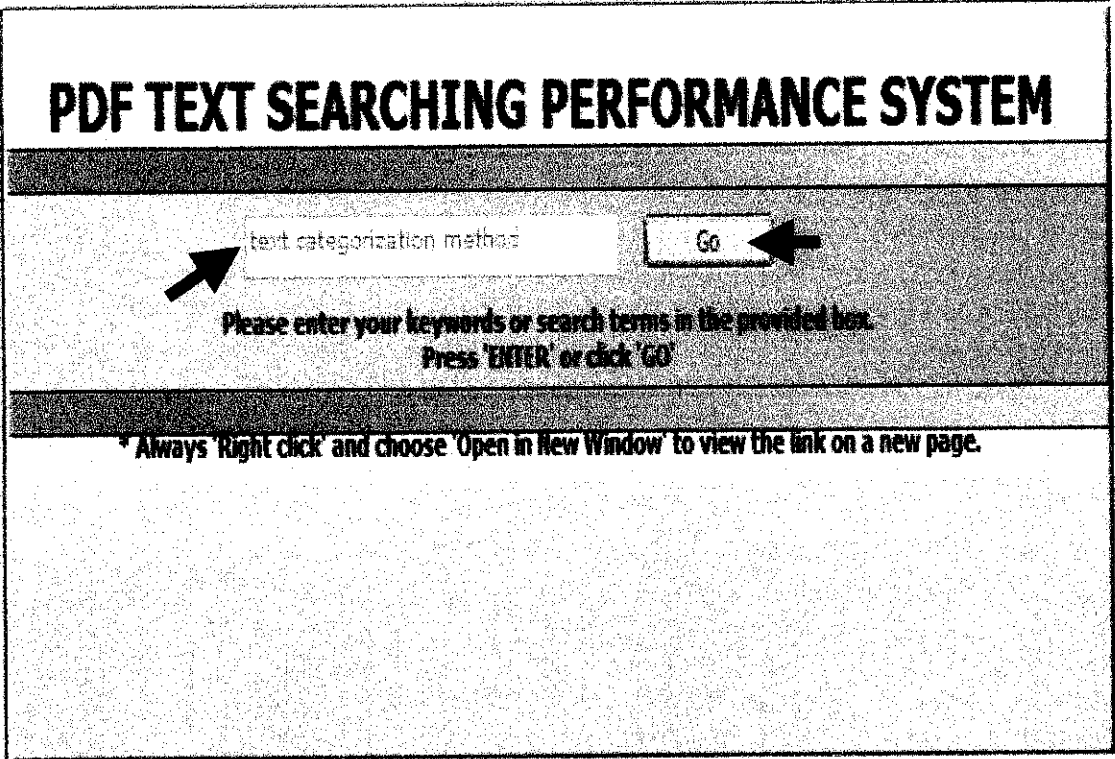 PDF TEXT SEARCHING PERFORMANCE SYSTEM
text categorization method
Go
Please enter your keywords or search terms in the provided box.
Press 'ENTER' or click 'GO'
* Always 'Right click' and choose 'Open in New Window' to view the link on a new page.